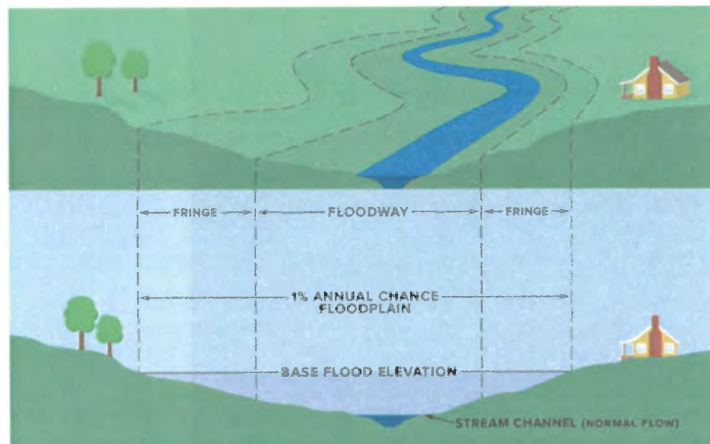 FRINGE FLOODWAY FRINGE
1% ANNUAL CHANCE
FLOODPLAIN
BASE FLOOD ELEVATION
STREAM CHANNEL (NORMAL FLOW)